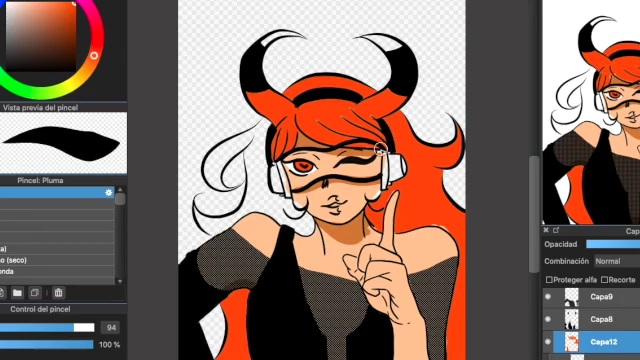 Vista previa del pincel
Pincel: Pluma
a)
o (seco)
onda
Control del pincel
94
100 %
Capa
Opacidad
Combinación Normal
Proteger alfa Recorte
Capa9
Capa8
Capa12